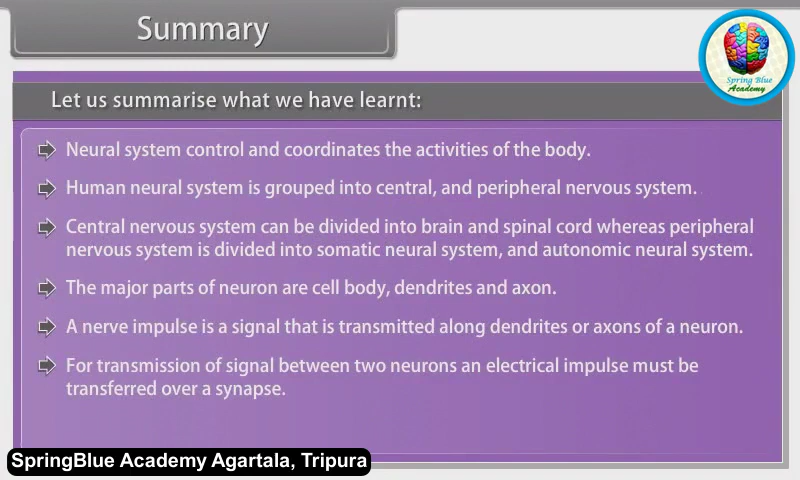 Summary
Spring Blue
Academy
Let us summarise what we have learnt:
Neural system control and coordinates the activities of the body.
Human neural system is grouped into central, and peripheral nervous system.
Central nervous system can be divided into brain and spinal cord whereas peripheral
nervous system is divided into somatic neural system, and autonomic neural system.
The major parts of neuron are cell body, dendrites and axon.
A nerve impulse is a signal that is transmitted along dendrites or axons of a neuron.
For transmission of signal between two neurons an electrical impulse must be
transferred over a synapse.
SpringBlue Academy Agartala, Tripura